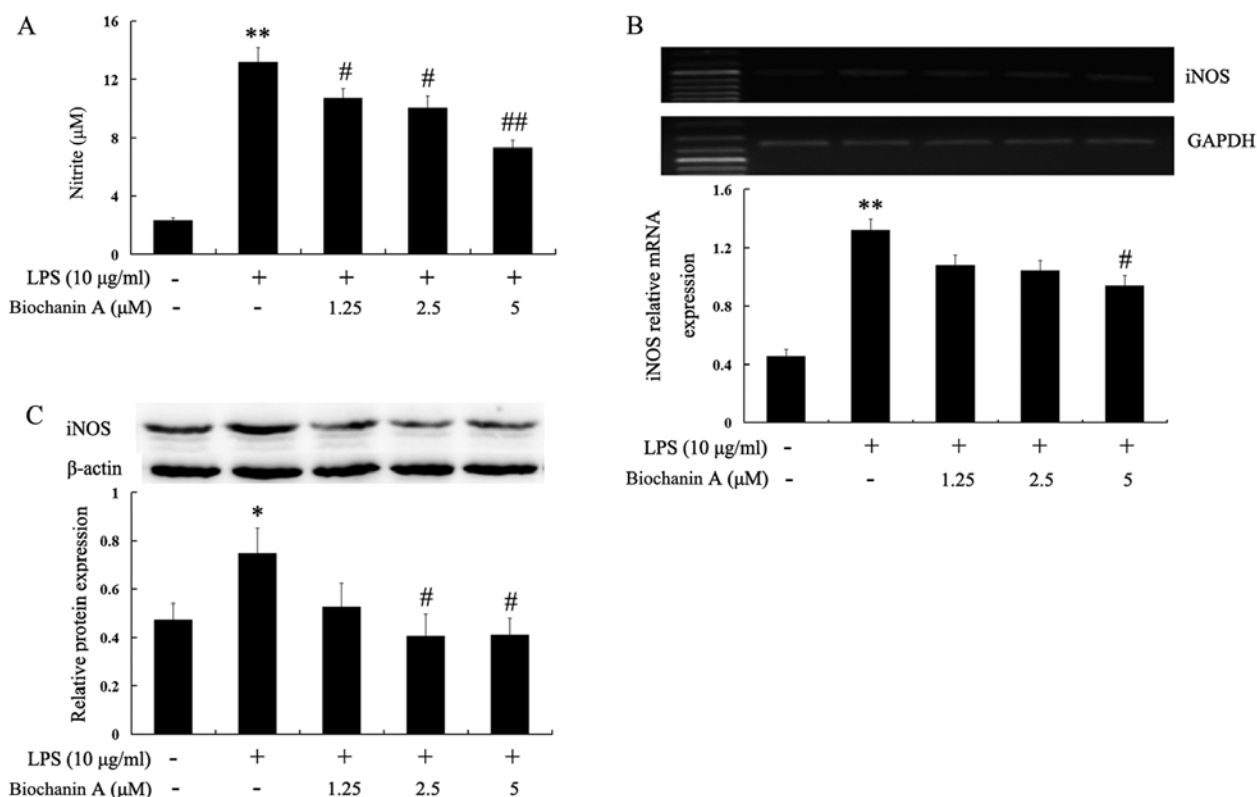 A
Nitrite (μM)
16
12
8
4
0
** # # ##
LPS (10 μg/ml) - + + + +
Biochanin A (μM) - - 1.25 2.5 5
B
iNOS
GAPDH
iNOS relative mRNA
expression
1.6
1.2
0.8
0.4
0
** #
LPS (10 μg/ml) - + + + +
Biochanin A (μM) - - 1.25 2.5 5
C
iNOS
β-actin
Relative protein expression
1
0.8
0.6
0.4
0.2
0
* # #
LPS (10 μg/ml) - + + + +
Biochanin A (μM) - - 1.25 2.5 5